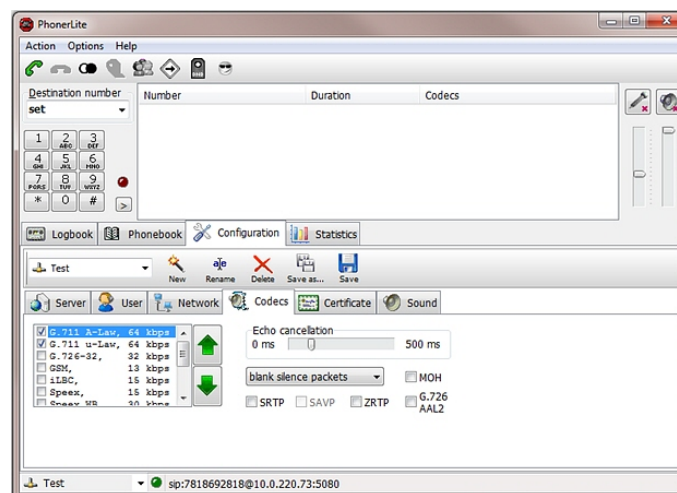 PhonerLite
Action Options Help
Destination number
set
Number Duration Codecs
1 2 ABC 3 DEF
4 GHI 5 JKL 6 MNO
7 PQRS 8 TUV 9 WXYZ
* 0 # >
Logbook Phonebook Configuration Statistics
Test New Rename Delete Save as... Save
Server User Network Codecs Certificate Sound
G.711 A-Law, 64 kbps
G.711 u-Law, 64 kbps
G.726-32, 32 kbps
GSM, 13 kbps
iLBC, 15 kbps
Speex, 15 kbps
Speex WB 30 kbps
Echo cancellation
0 ms 500 ms
blank silence packets MOH
SRTP SAVP ZRTP G.726
AAL2
Test sip:7818692818@10.0.220.73:5080